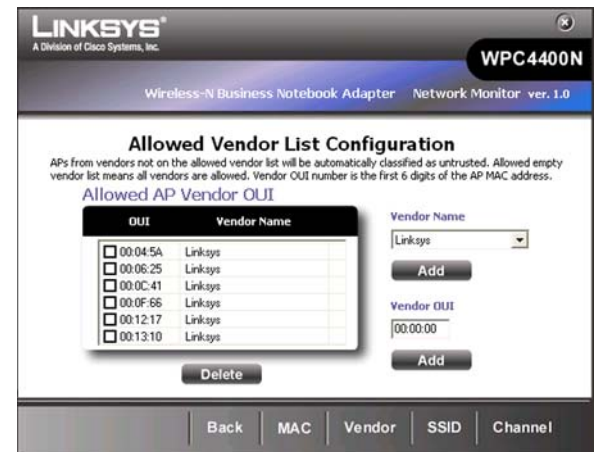 LINKSYS®
A Division of Cisco Systems, Inc.
WPC4400N
Wireless-N Business Notebook Adapter Network Monitor ver. 1.0
Allowed Vendor List Configuration
APs from vendors not on the allowed vendor list will be automatically classified as untrusted. Allowed empty
vendor list means all vendors are allowed. Vendor OUI number is the first 6 digits of the AP MAC address.
Allowed AP Vendor OUI
OUI Vendor Name
00:04:5A Linksys
00:06:25 Linksys
00:0C:41 Linksys
00:0F:66 Linksys
00:12:17 Linksys
00:13:10 Linksys
Delete
Vendor Name
Linksys
Add
Vendor OUI
00:00:00
Add
Back MAC Vendor SSID Channel